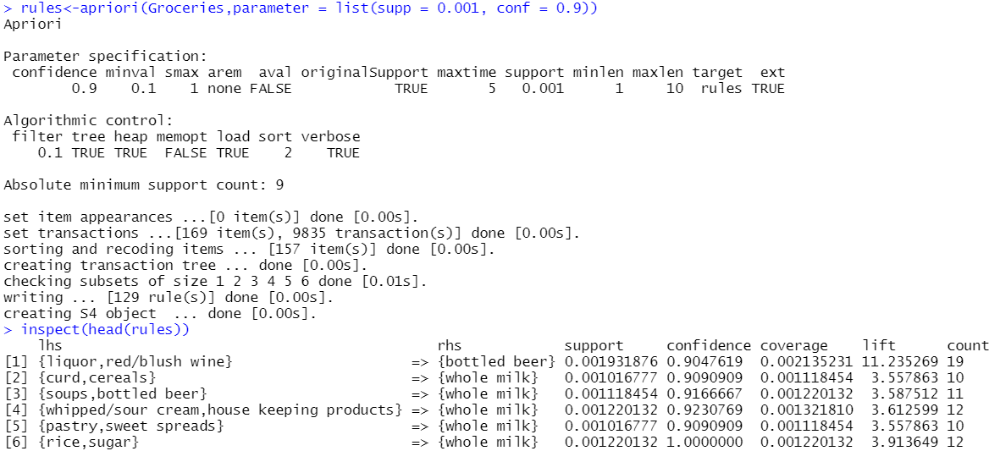 > rules<-apriori(Groceries,parameter = list(supp = 0.001, conf = 0.9))
Apriori

Parameter specification:
 confidence minval smax arem  aval originalSupport maxtime support minlen maxlen target  ext
        0.9    0.1    1 none FALSE            TRUE       5   0.001      1     10  rules TRUE

Algorithmic control:
 filter tree heap memopt load sort verbose
    0.1 TRUE TRUE  FALSE TRUE    2    TRUE

Absolute minimum support count: 9

set item appearances ...[0 item(s)] done [0.00s].
set transactions ...[169 item(s), 9835 transaction(s)] done [0.00s].
sorting and recoding items ... [157 item(s)] done [0.00s].
creating transaction tree ... done [0.00s].
checking subsets of size 1 2 3 4 5 6 done [0.01s].
writing ... [129 rule(s)] done [0.00s].
creating S4 object  ... done [0.00s].
> inspect(head(rules))
    lhs                                            rhs            support     confidence coverage    lift      count
[1] {liquor,red/blush wine}                     => {bottled beer} 0.001931876 0.9047619  0.002135231 11.235269 19
[2] {curd,cereals}                              => {whole milk}   0.001016777 0.9090909  0.001118454  3.557863 10
[3] {soups,bottled beer}                        => {whole milk}   0.001118454 0.9166667  0.001220132  3.587512 11
[4] {whipped/sour cream,house keeping products} => {whole milk}   0.001220132 0.9230769  0.001321810  3.612599 12
[5] {pastry,sweet spreads}                      => {whole milk}   0.001016777 0.9090909  0.001118454  3.557863 10
[6] {rice,sugar}                                => {whole milk}   0.001220132 1.0000000  0.001220132  3.913649 12